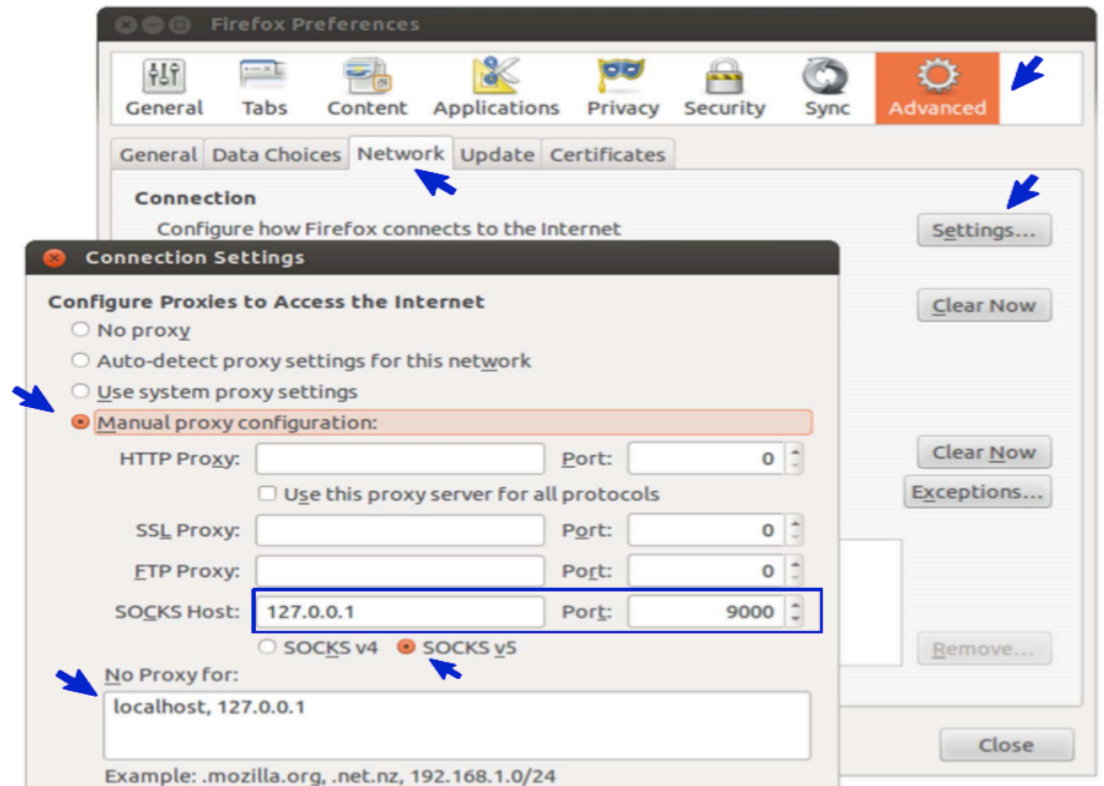 Firefox Preferences
General Tabs Content Applications Privacy Security Sync Advanced
General Data Choices Network Update Certificates
Connection
Configure how Firefox connects to the Internet
Settings...
Connection Settings
Configure Proxies to Access the Internet
Clear Now
No proxy
Auto-detect proxy settings for this network
Use system proxy settings
Manual proxy configuration:
HTTP Proxy: Port: 0
Clear Now
Use this proxy server for all protocols
Exceptions...
SSL Proxy: Port: 0
FTP Proxy: Port: 0
SOCKS Host: 127.0.0.1 Port: 9000
SOCKS v4 SOCKS v5
Remove...
No Proxy for:
localhost, 127.0.0.1
Close
Example: .mozilla.org, .net.nz, 192.168.1.0/24